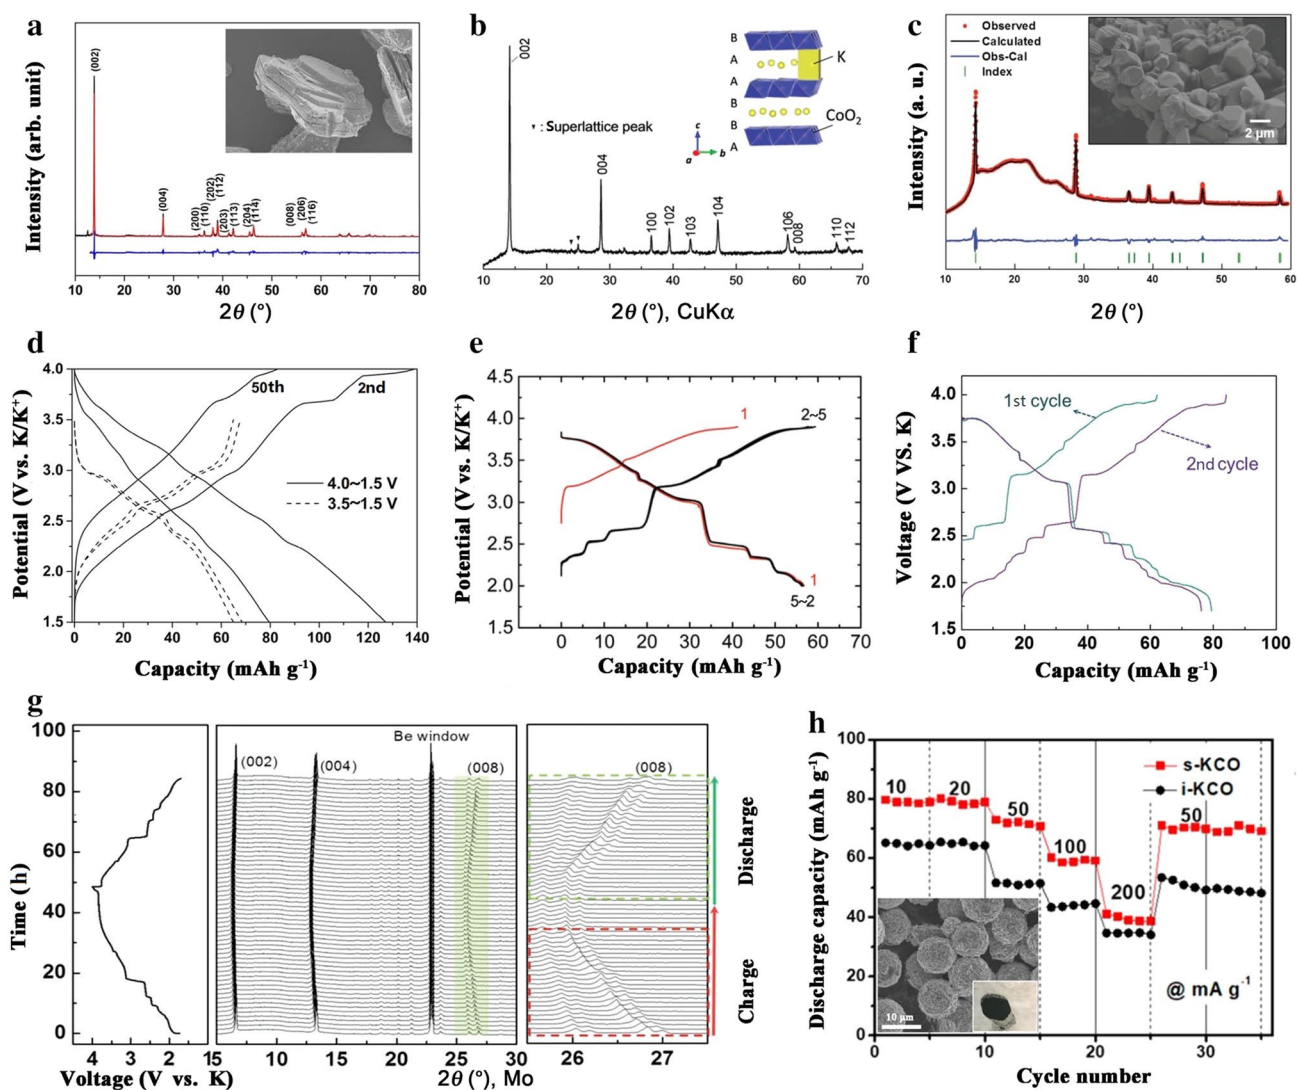 a
Intensity (arb. unit)
(002)
(004)
(200)
(110)
(202)
(112)
(203)
(113)
(204)
(114)
(008)
(206)
(116)
10 20 30 40 50 60 70 80
2θ (°)
b
002
▾ : Superlattice peak
004
100
102
103
104
106
008
110
112
B
A
A
B
B
A
K
CoO2
c
a
b
10 20 30 40 50 60 70
2θ (°), CuKα
c
Intensity (a. u.)
Observed
Calculated
Obs-Cal
Index
2 μm
10 20 30 40 50 60
2θ (°)
d
Potential (V vs. K/K+)
4.0
3.5
3.0
2.5
2.0
1.5
50th
2nd
4.0~1.5 V
3.5~1.5 V
0 20 40 60 80 100 120 140
Capacity (mAh g-1)
e
Potential (V vs. K/K+)
4.5
4.0
3.5
3.0
2.5
2.0
1.5
1
2~5
1
5~2
0 10 20 30 40 50 60 70
Capacity (mAh g-1)
f
Voltage (V VS. K)
4.0
3.5
3.0
2.5
2.0
1.5
1st cycle
2nd cycle
0 20 40 60 80 100
Capacity (mAh g-1)
g
Time (h)
100
80
60
40
20
0
4 3 2 1
Voltage (V vs. K)
(002)
(004)
Be window
(008)
5 10 15 20 25 30
2θ (°), Mo
(008)
26 27
Discharge
Charge
h
Discharge capacity (mAh g-1)
100
80
60
40
20
0
s-KCO
i-KCO
10
20
50
100
200
50
@ mA g-1
10 μm
0 10 20 30
Cycle number